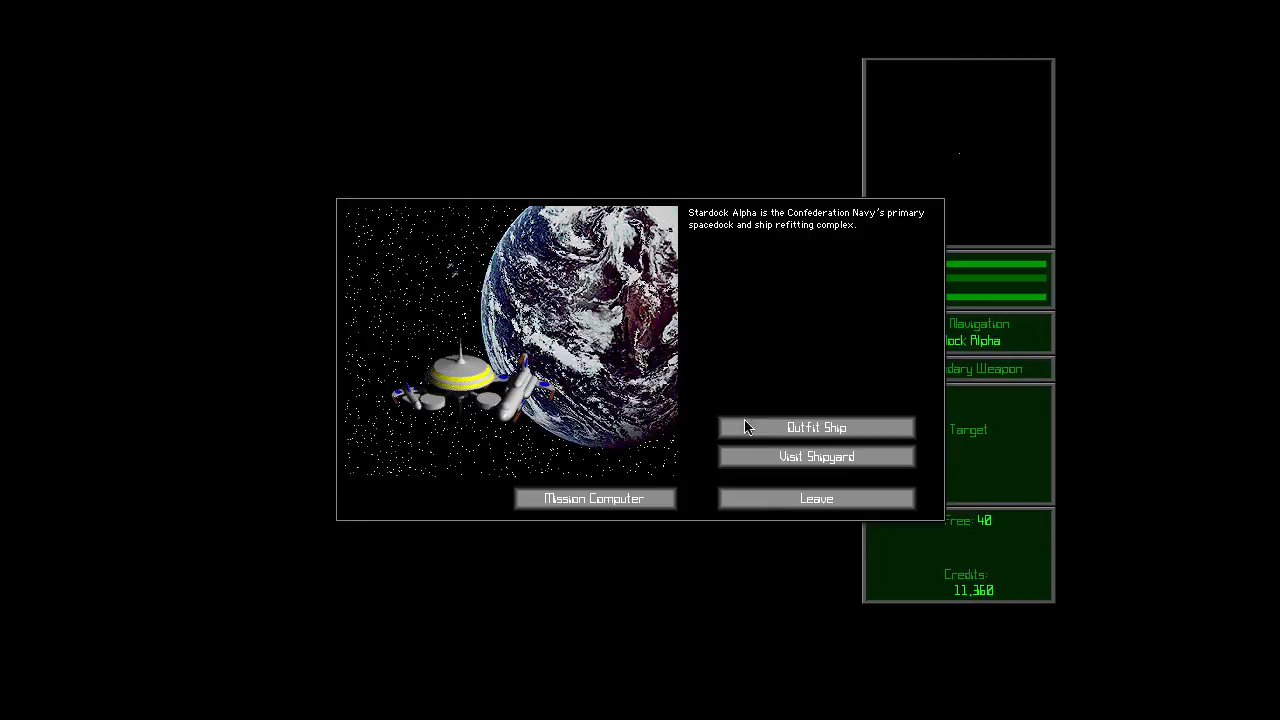 Stardock Alpha is the Confederation Navy's primary
spacedock and ship refitting complex.
Outfit Ship
Visit Shipyard
Mission Computer
Leave
Navigation
lock Alpha
dary Weapon
Target
Free: 40
Credits:
11,360